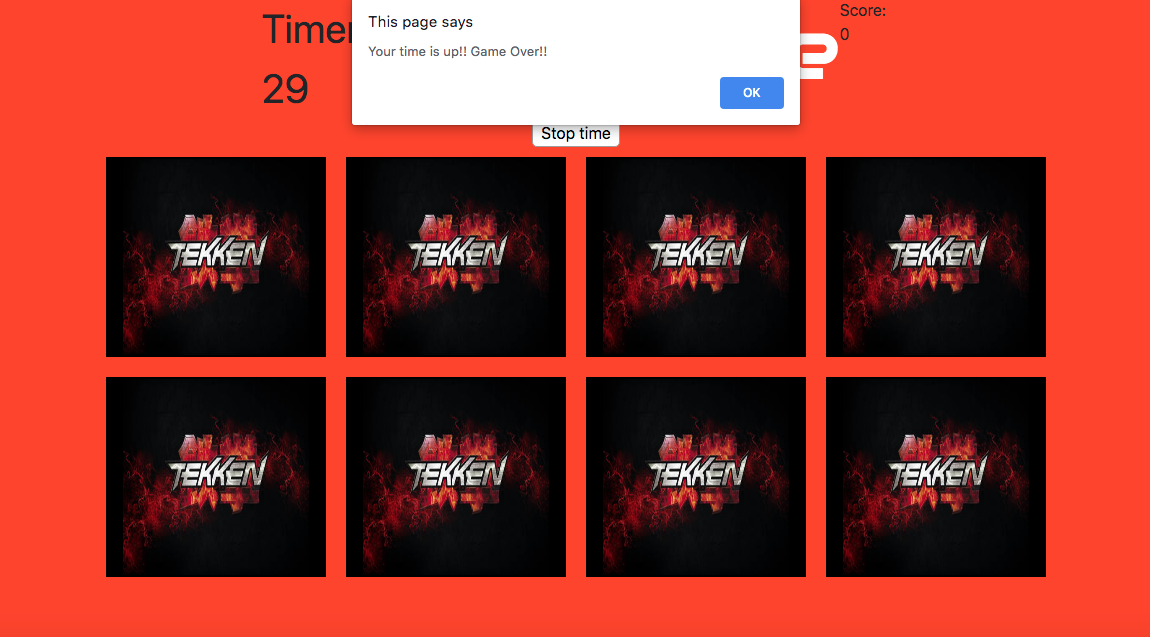 Timer
29
This page says
Your time is up!! Game Over!!
OK
Score:
0
Stop time
TEKKEN
TEKKEN
TEKKEN
TEKKEN
TEKKEN
TEKKEN
TEKKEN
TEKKEN